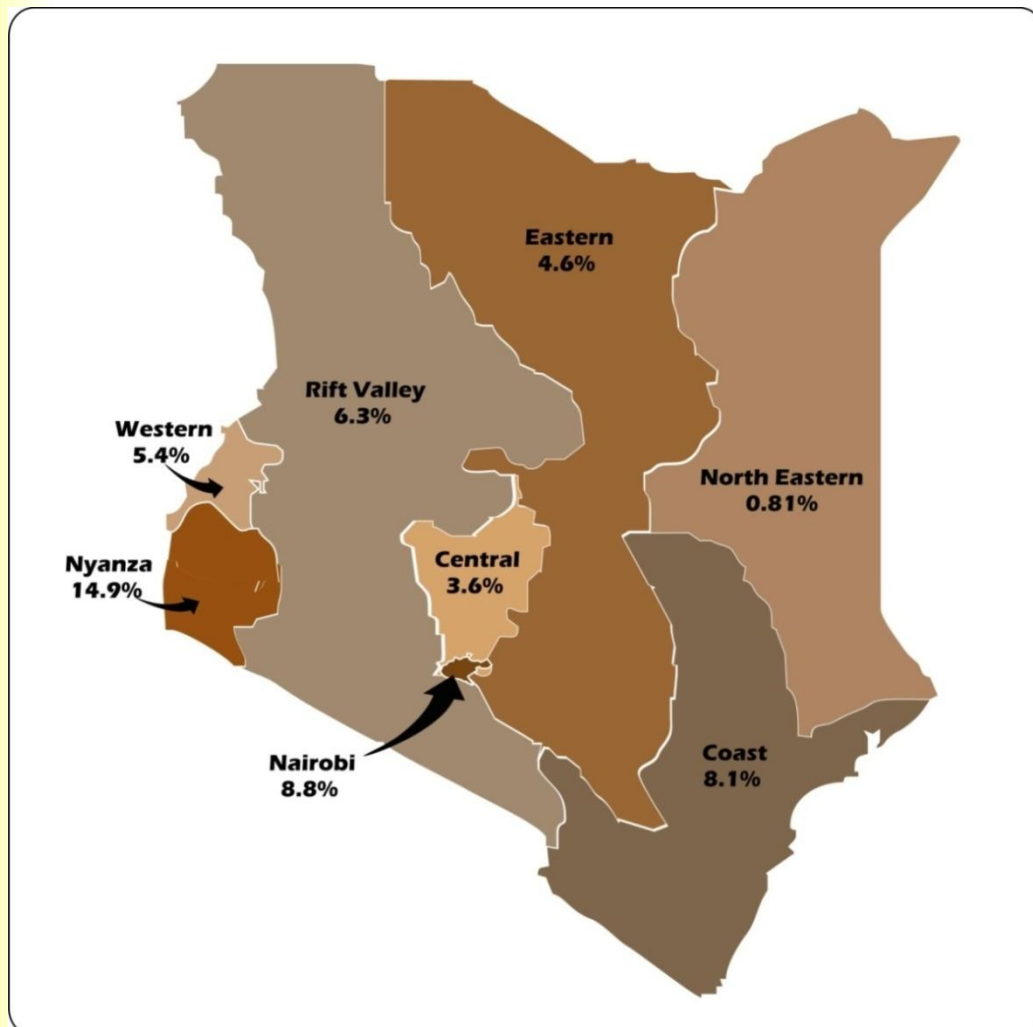 Eastern
4.6%
Rift Valley
6.3%
Western
5.4%
North Eastern
0.81%
Nyanza
14.9%
Central
3.6%
Nairobi
8.8%
Coast
8.1%